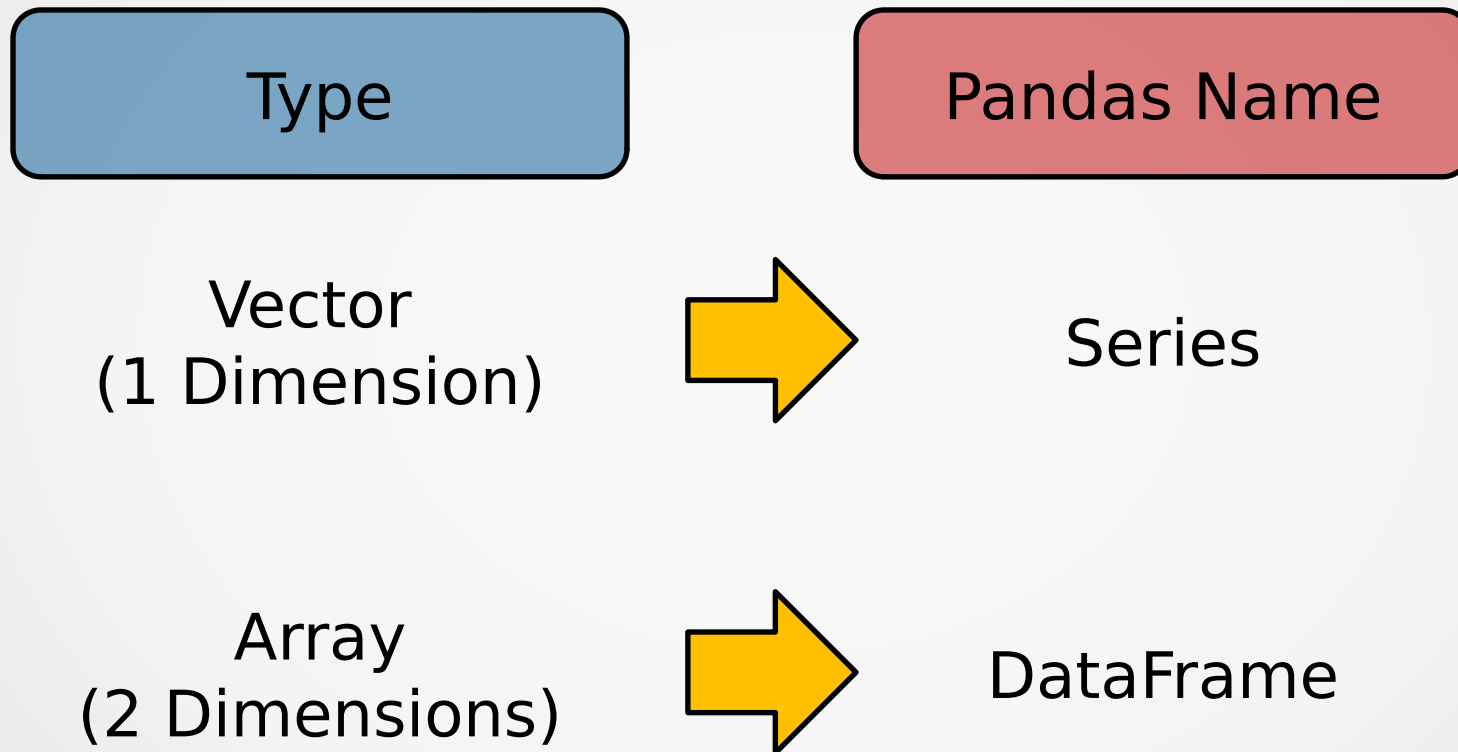 Type
Pandas Name
Vector
(1 Dimension)
Series
Array
(2 Dimensions)
DataFrame